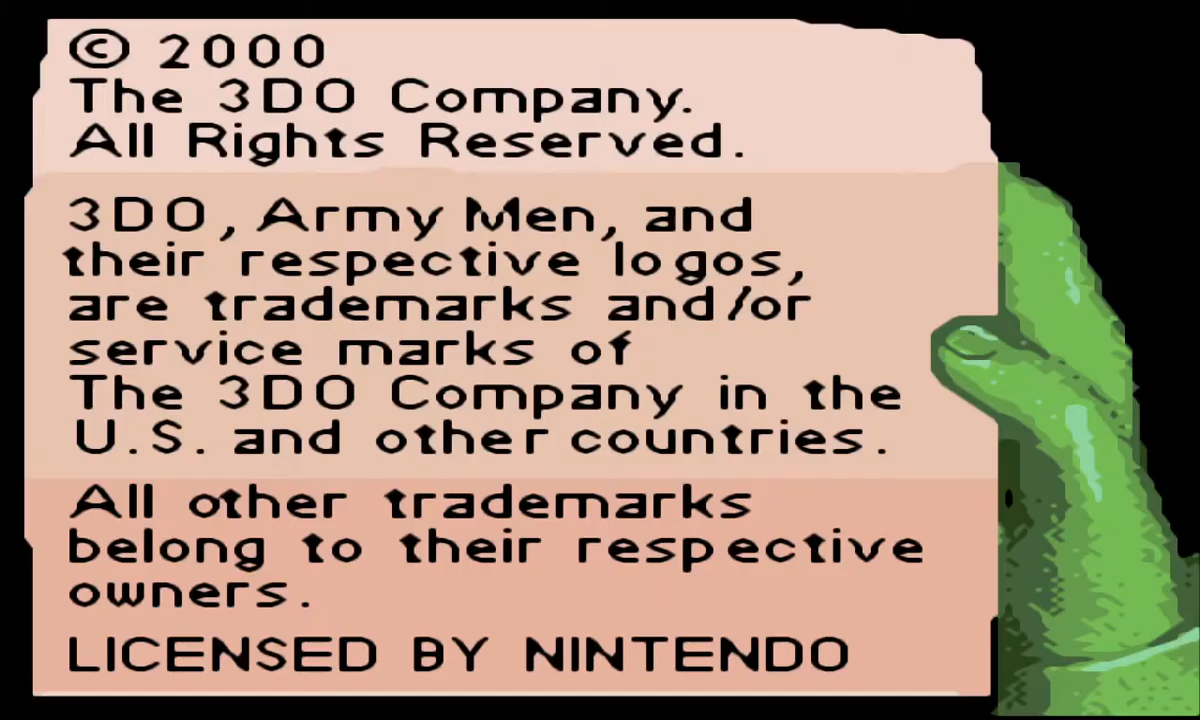 © 2000
The 3DO Company.
All Rights Reserved.
3DO, Army Men, and
their respective logos,
are trademarks and/or
service marks of
The 3DO Company in the
U.S. and other countries.
All other trademarks
belong to their respective
owners.
LICENSED BY NINTENDO